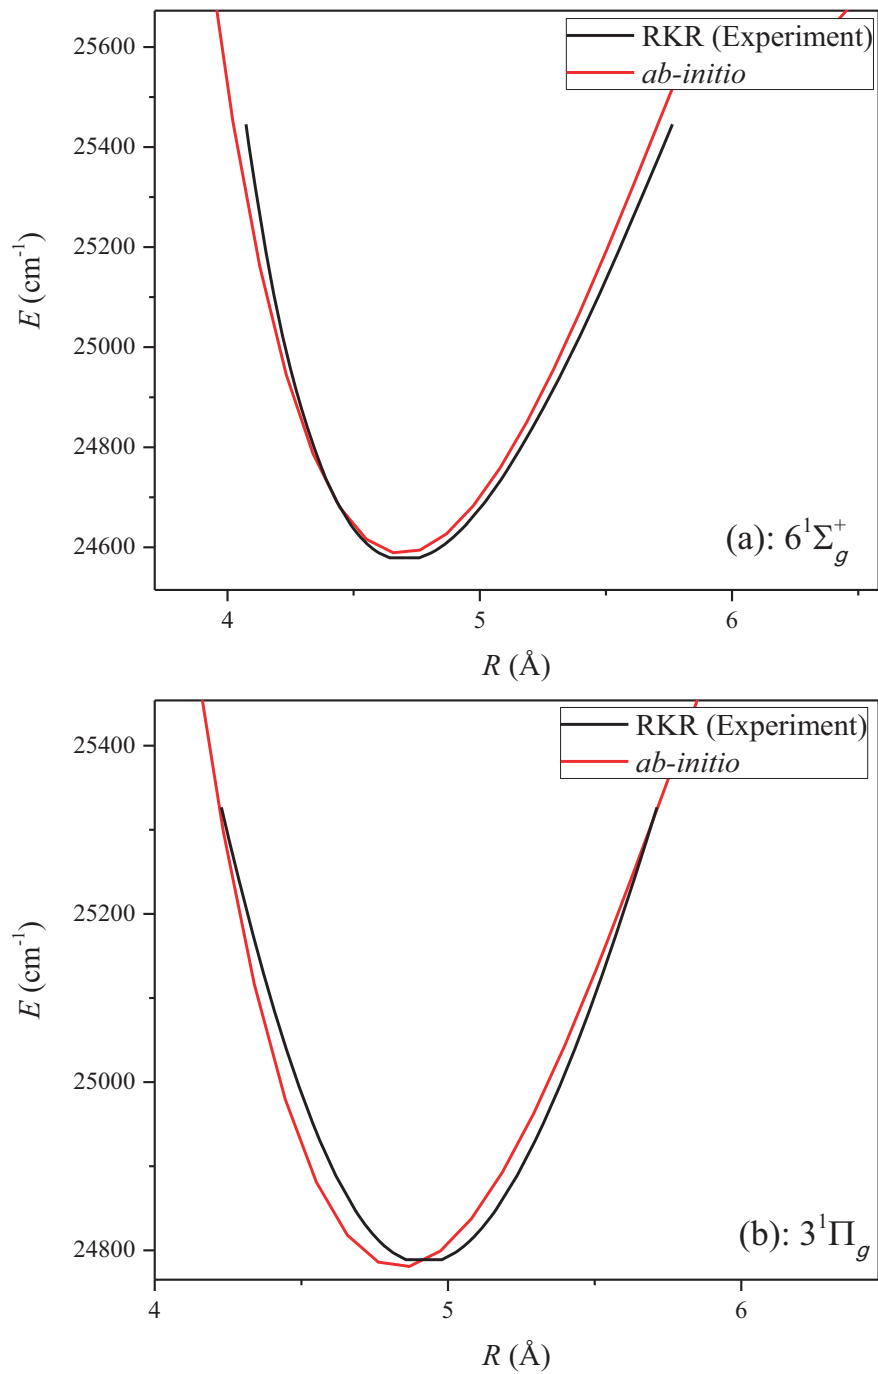 RKR (Experiment)
ab-initio
25600
25400
25200
25000
24800
24600
E (cm⁻¹)
(a): 6¹Σg⁺
4 5 6
R (Å)
RKR (Experiment)
ab-initio
25400
25200
25000
24800
E (cm⁻¹)
(b): 3¹Πg
4 5 6
R (Å)